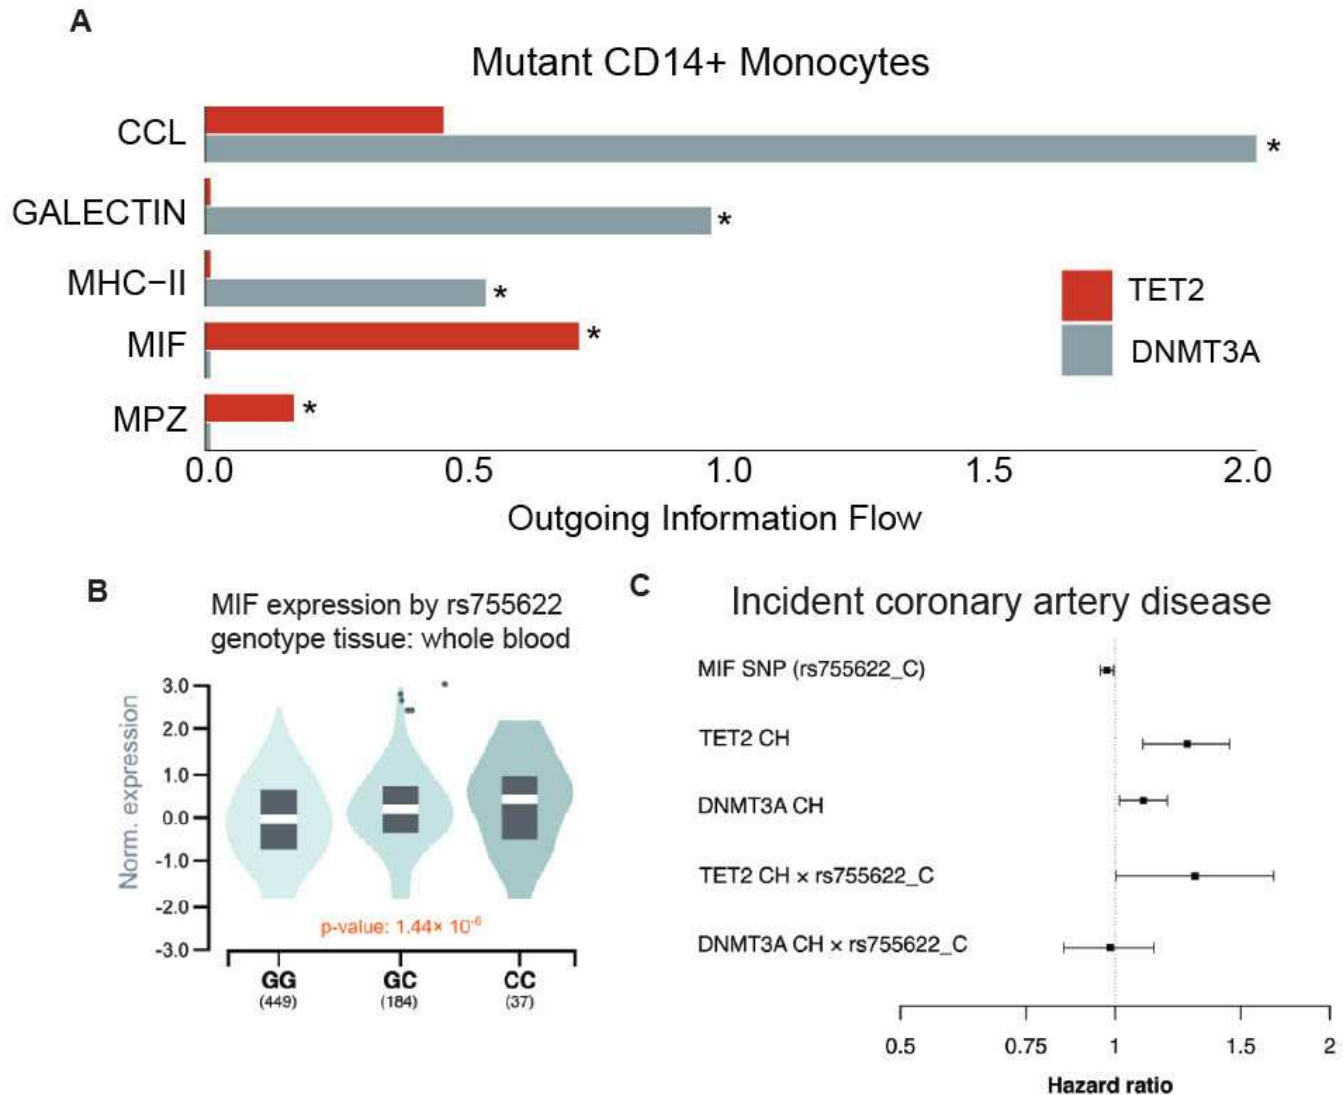 A
Mutant CD14+ Monocytes
CCL
*
GALECTIN
*
MHC−II
*
MIF
*
MPZ
*
TET2
DNMT3A
0.0 0.5 1.0 1.5 2.0
Outgoing Information Flow
B
MIF expression by rs755622
genotype tissue: whole blood
Norm. expression
3.0
2.0
1.0
0.0
-1.0
-2.0
-3.0
p-value: 1.44× 10⁻⁶
GG GC CC
(449) (184) (37)
C
Incident coronary artery disease
MIF SNP (rs755622_C)
TET2 CH
DNMT3A CH
TET2 CH × rs755622_C
DNMT3A CH × rs755622_C
0.5 0.75 1 1.5 2
Hazard ratio